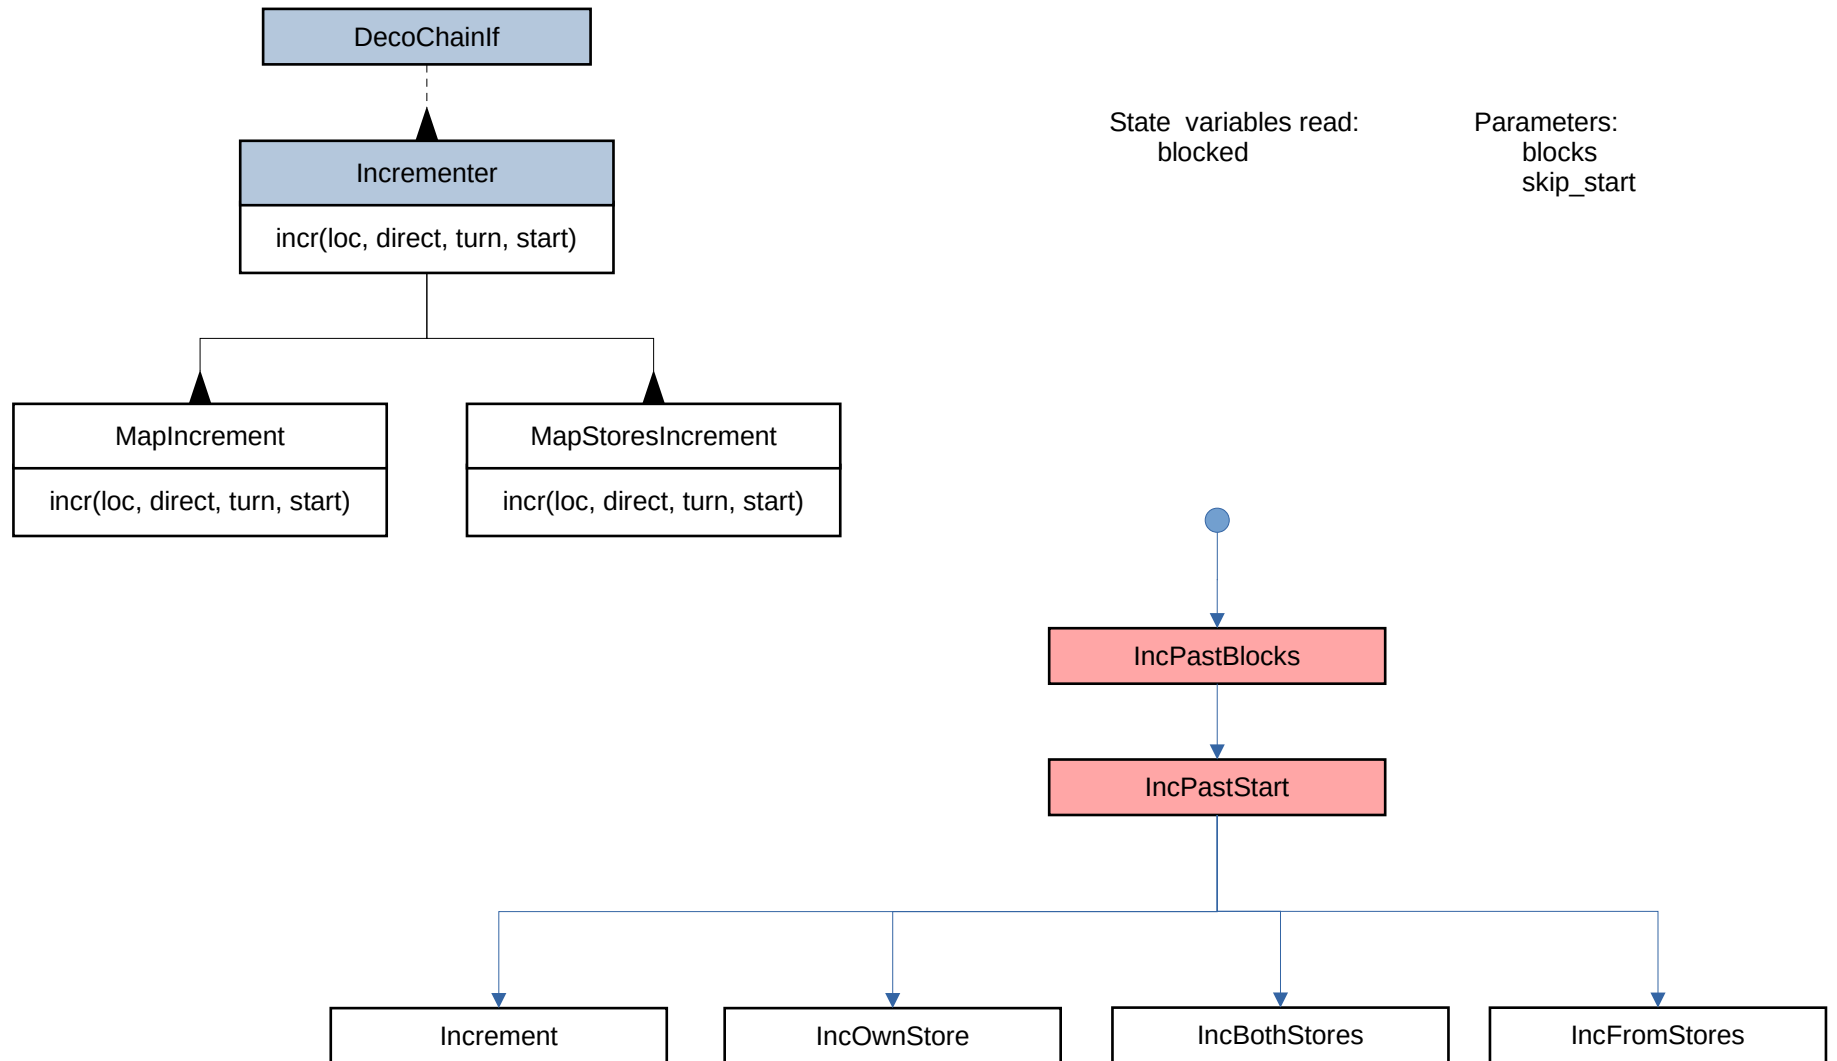 DecoChainIf
State  variables read:
blocked
Parameters:
blocks
skip_start
Incrementer
incr(loc, direct, turn, start)
MapIncrement
incr(loc, direct, turn, start)
MapStoresIncrement
incr(loc, direct, turn, start)
IncPastBlocks
IncPastStart
Increment
IncOwnStore
IncBothStores
IncFromStores